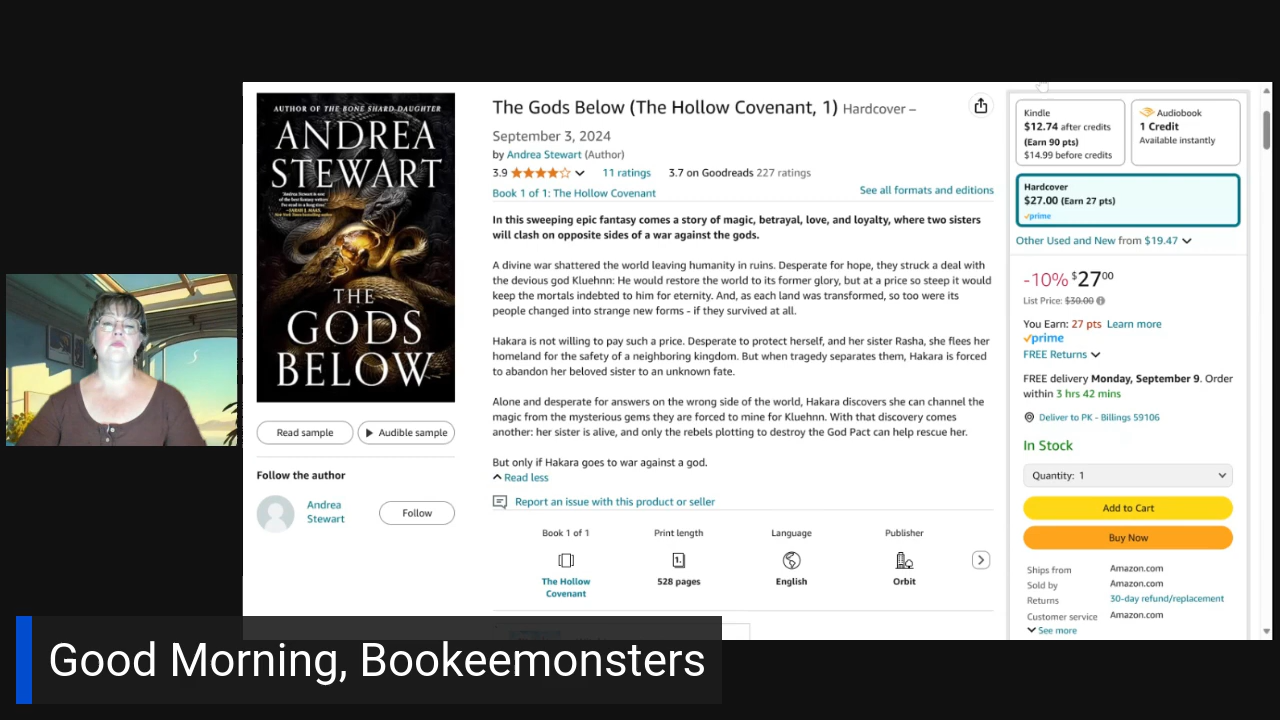 AUTHOR OF THE BONE SHARD DAUGHTER
ANDREA
STEWART
THE
GODS
BELOW
Read sample
Audible sample
Follow the author
Andrea
Stewart
Follow
The Gods Below (The Hollow Covenant, 1) Hardcover –
September 3, 2024
by Andrea Stewart (Author)
3.9 11 ratings 3.7 on Goodreads 227 ratings
Book 1 of 1: The Hollow Covenant
See all formats and editions
In this sweeping epic fantasy comes a story of magic, betrayal, love, and loyalty, where two sisters
will clash on opposite sides of a war against the gods.
A divine war shattered the world leaving humanity in ruins. Desperate for hope, they struck a deal with
the devious god Kluehnn: He would restore the world to its former glory, but at a price so steep it would
keep the mortals indebted to him for eternity. And, as each land was transformed, so too were its
people changed into strange new forms - if they survived at all.
Hakara is not willing to pay such a price. Desperate to protect herself, and her sister Rasha, she flees her
homeland for the safety of a neighboring kingdom. But when tragedy separates them, Hakara is forced
to abandon her beloved sister to an unknown fate.
Alone and desperate for answers on the wrong side of the world, Hakara discovers she can channel the
magic from the mysterious gems they are forced to mine for Kluehnn. With that discovery comes
another: her sister is alive, and only the rebels plotting to destroy the God Pact can help rescue her.
But only if Hakara goes to war against a god.
Read less
Report an issue with this product or seller
Book 1 of 1
The Hollow
Covenant
Print length
528 pages
Language
English
Publisher
Orbit
Kindle
$12.74 after credits
(Earn 90 pts)
$14.99 before credits
Audiobook
1 Credit
Available instantly
Hardcover
$27.00 (Earn 27 pts)
prime
Other Used and New from $19.47
-10% $2700
List Price: $30.00
You Earn: 27 pts Learn more
prime
FREE Returns
FREE delivery Monday, September 9. Order
within 3 hrs 42 mins
Deliver to PK - Billings 59106
In Stock
Quantity: 1
Add to Cart
Buy Now
Ships from Amazon.com
Sold by Amazon.com
Returns 30-day refund/replacement
Customer service Amazon.com
See more
Good Morning, Bookeemonsters